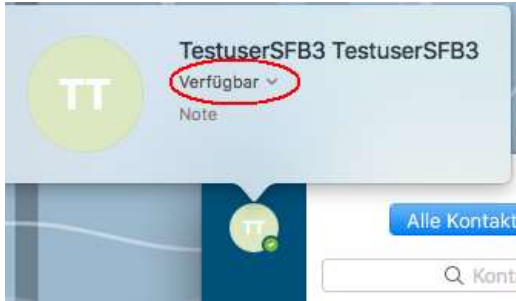 TT
TestuserSFB3 TestuserSFB3
Verfügbar
Note
TT
Alle Kontakt
Kont